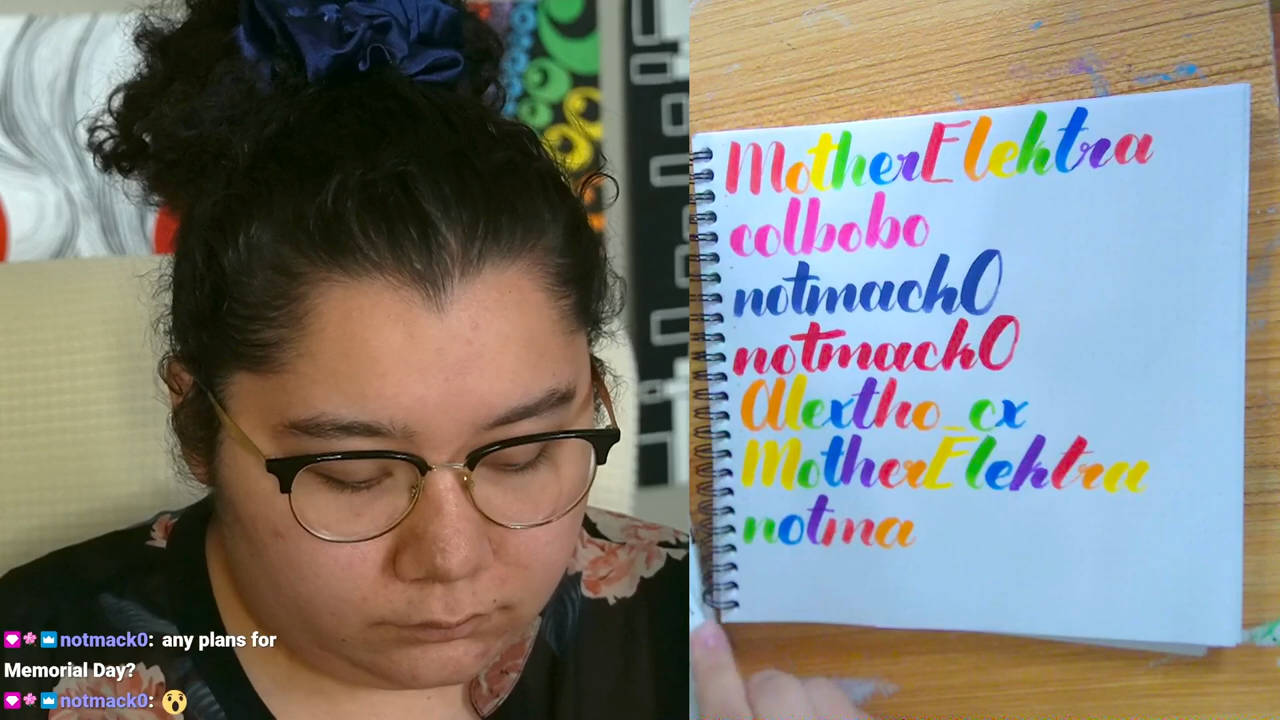 MotherElektra
colbobo
notmack0
notmack0
Alextho_cx
MotherElektra
notma
notmack0: any plans for
Memorial Day?
notmack0: 😮